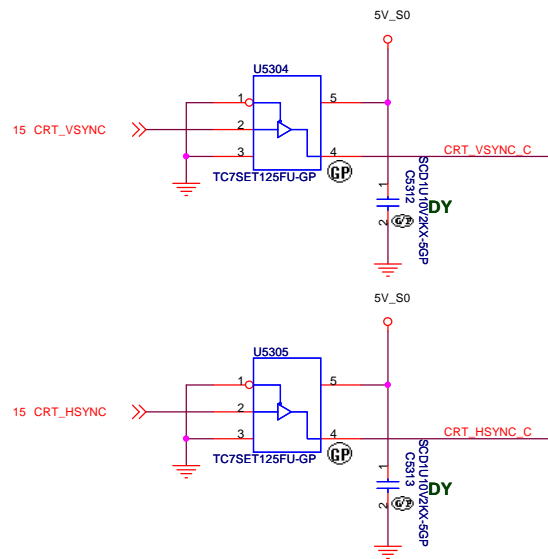 5V_S0
U5304
1
5
15 CRT_VSYNC
2
3
4
CRT_VSYNC_C
TC7SET125FU-GP
GP
1
2
C5312
SCD1U10V2KX-5GP
G/P
DY
5V_S0
U5305
1
5
15 CRT_HSYNC
2
3
4
CRT_HSYNC_C
TC7SET125FU-GP
GP
1
2
C5313
SCD1U10V2KX-5GP
G/P
DY